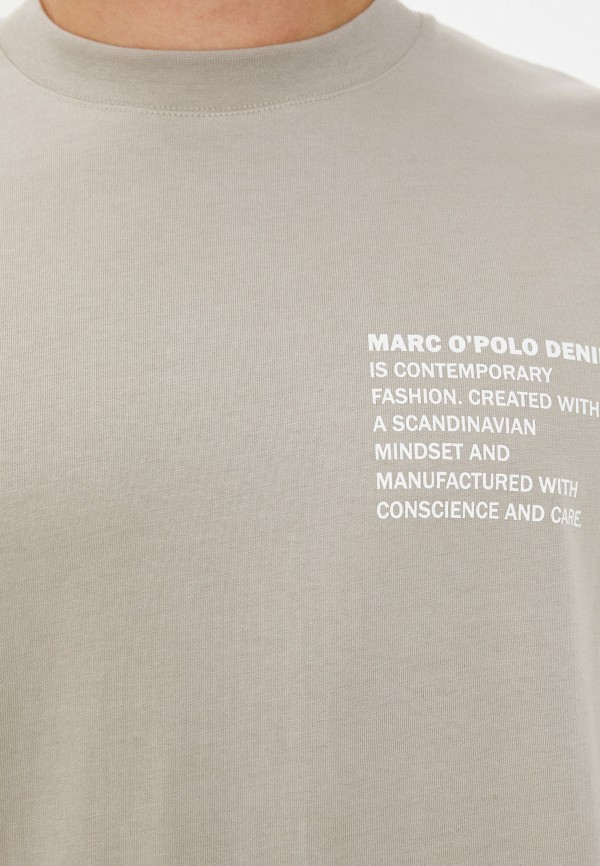 MARC O'POLO DENI
IS CONTEMPORARY
FASHION. CREATED WITH
A SCANDINAVIAN
MINDSET AND
MANUFACTURED WITH
CONSCIENCE AND CARE.